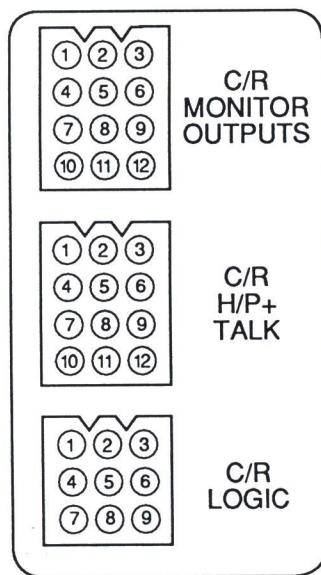 1 2 3
4 5 6
7 8 9
10 11 12
C/R
MONITOR
OUTPUTS
1 2 3
4 5 6
7 8 9
10 11 12
C/R
H/P+
TALK
1 2 3
4 5 6
7 8 9
C/R
LOGIC